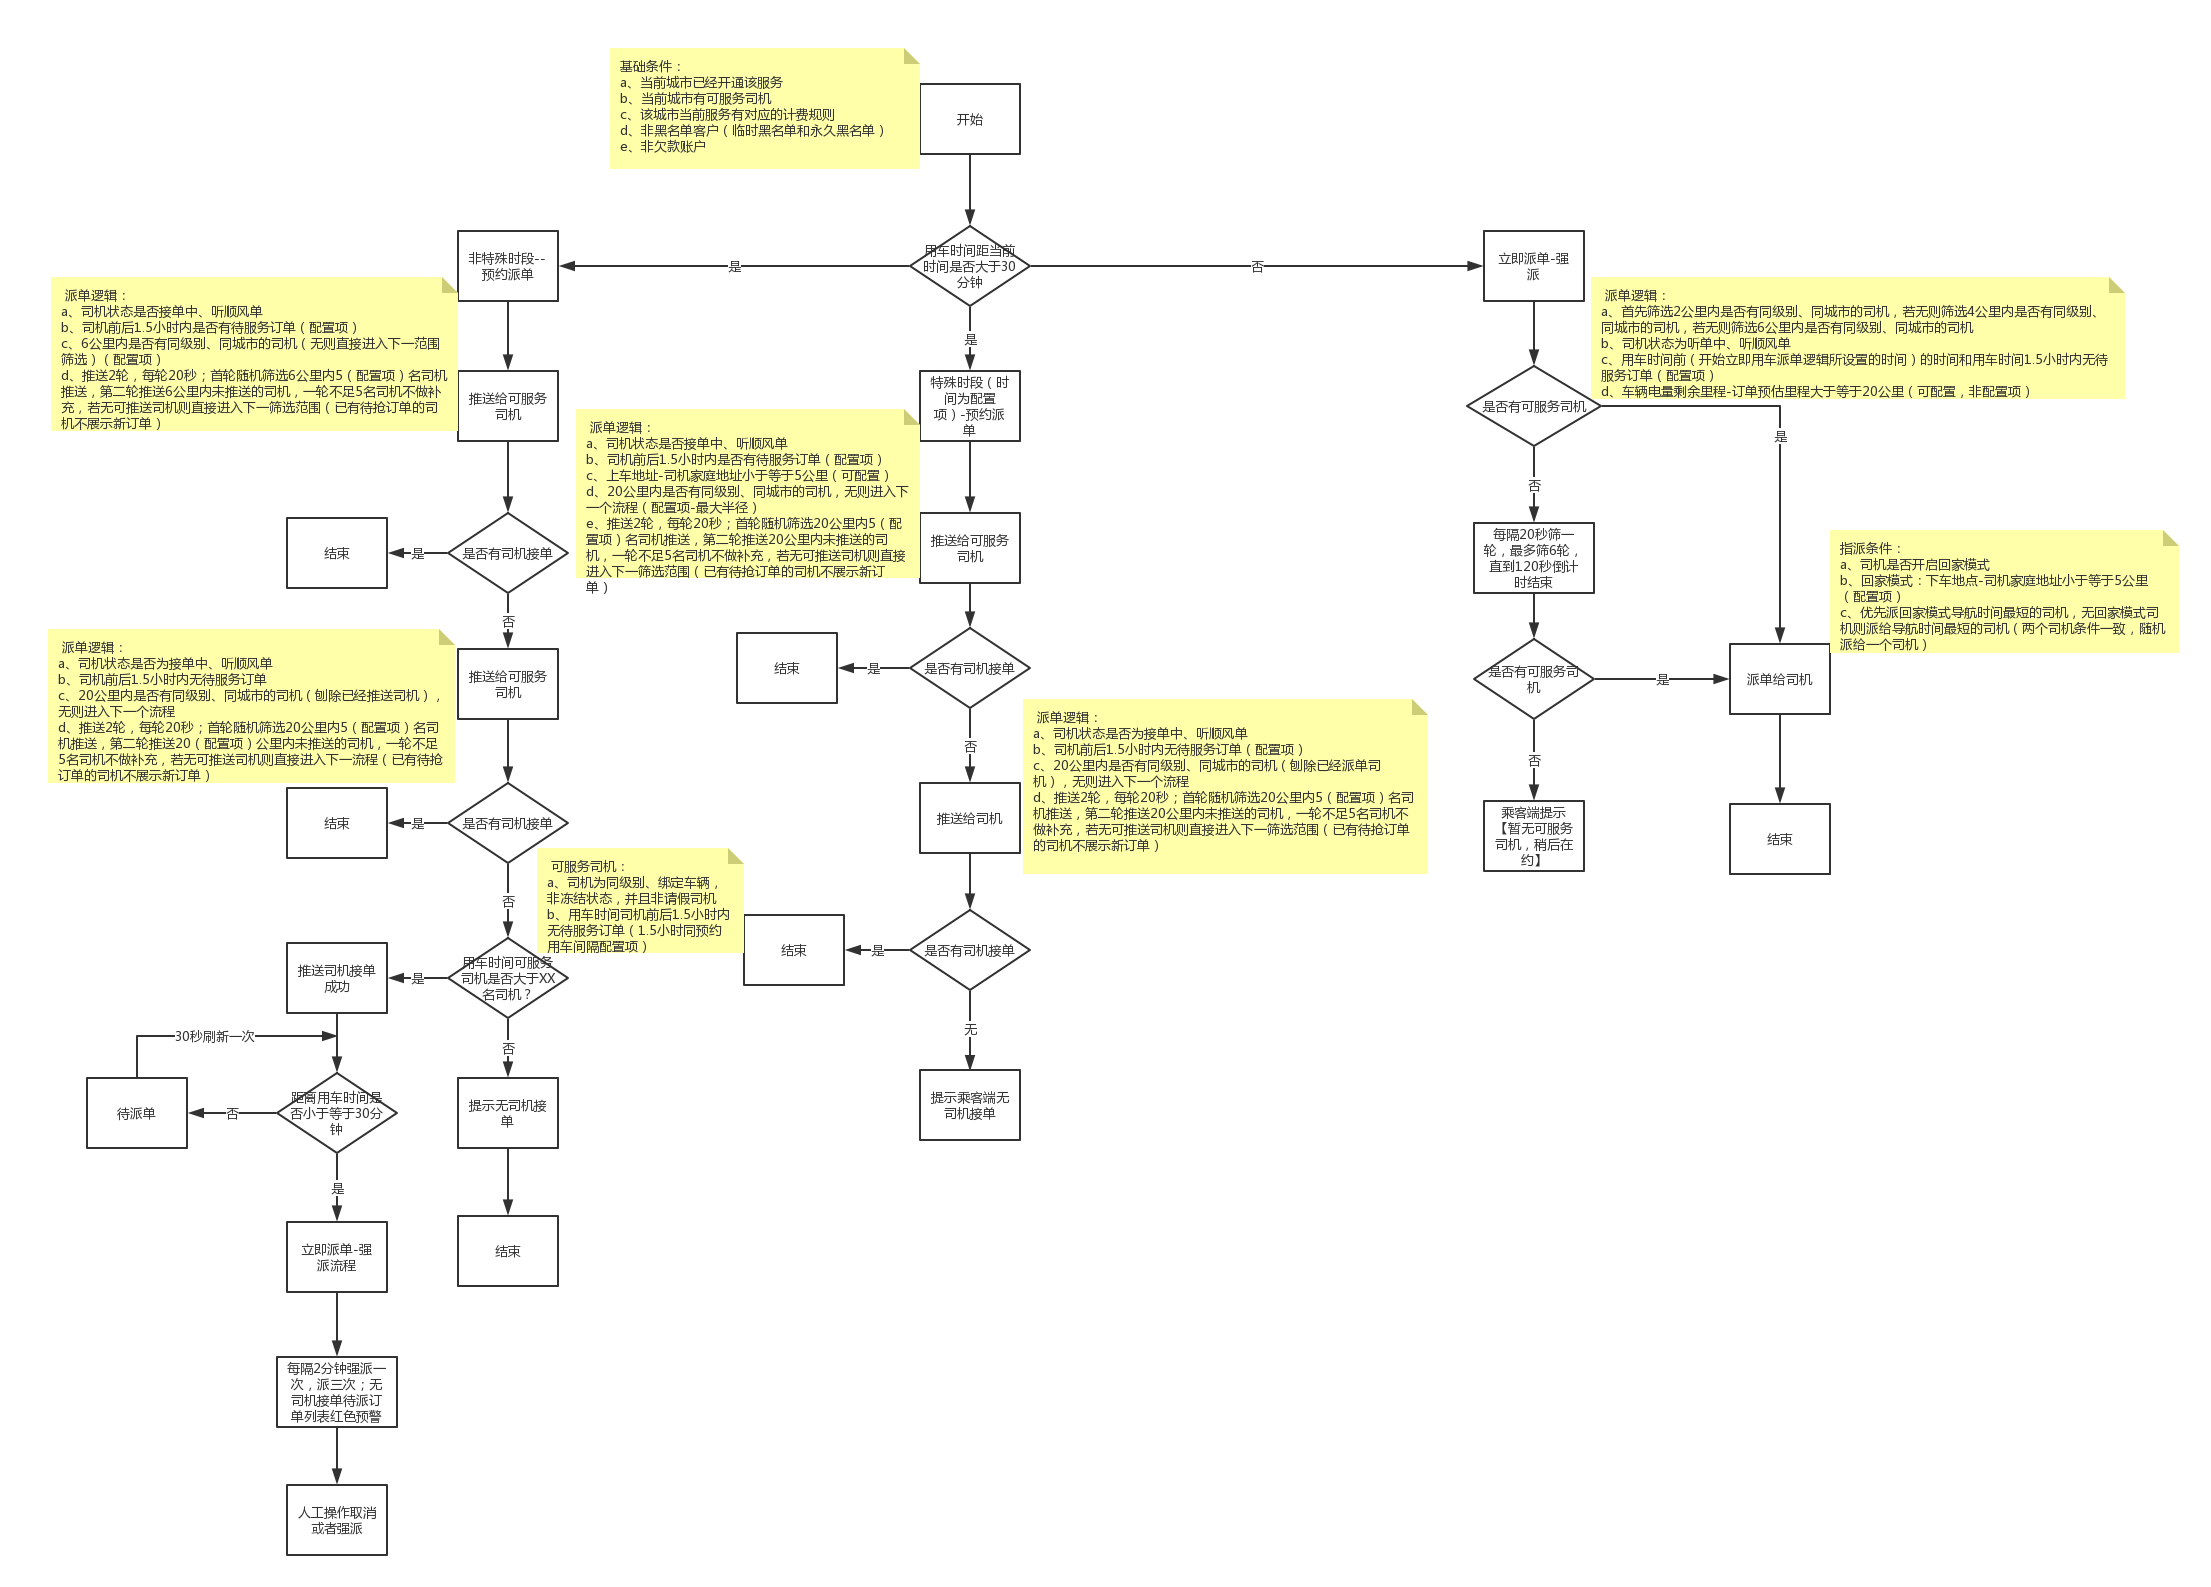 基础条件：
a、当前城市已经开通该服务
b、当前城市有可服务司机
c、该城市当前服务有对应的计费规则
d、非黑名单客户（临时黑名单和永久黑名单）
e、非欠款账户
开始
用车时间距当前
时间是否大于30
分钟
是
否
是
非特殊时段--
预约派单
派单逻辑：
a、司机状态是否接单中、听顺风单
b、司机前后1.5小时内是否有待服务订单（配置项）
c、6公里内是否有同级别、同城市的司机（无则直接进入下一范围
筛选）（配置项）
d、推送2轮，每轮20秒；首轮随机筛选6公里内5（配置项）名司机
推送，第二轮推送6公里内未推送的司机，一轮不足5名司机不做补
充，若无可推送司机则直接进入下一筛选范围（已有待抢订单的司
机不展示新订单）
推送给可服务
司机
是否有司机接单
是
结束
否
派单逻辑：
a、司机状态是否为接单中、听顺风单
b、司机前后1.5小时内无待服务订单
c、20公里内是否有同级别、同城市的司机（刨除已经推送司机），
无则进入下一个流程
d、推送2轮，每轮20秒；首轮随机筛选20公里内5（配置项）名司
机推送，第二轮推送20（配置项）公里内未推送的司机，一轮不足
5名司机不做补充，若无可推送司机则直接进入下一流程（已有待抢
订单的司机不展示新订单）
推送给可服务
司机
是否有司机接单
是
结束
否
可服务司机：
a、司机为同级别、绑定车辆，
非冻结状态，并且非请假司机
b、用车时间司机前后1.5小时内
无待服务订单（1.5小时同预约
用车间隔配置项）
用车时间可服务
司机是否大于XX
名司机？
是
推送司机接单
成功
否
提示无司机接
单
结束
30秒刷新一次
待派单
否
距离用车时间是
否小于等于30分
钟
是
立即派单-强
派流程
每隔2分钟强派一
次，派三次；无
司机接单待派订
单列表红色预警
人工操作取消
或者强派
特殊时段（时
间为配置
项）-预约派
单
派单逻辑：
a、司机状态是否接单中、听顺风单
b、司机前后1.5小时内是否有待服务订单（配置项）
c、上车地址-司机家庭地址小于等于5公里（可配置）
d、20公里内是否有同级别、同城市的司机，无则进入下
一个流程（配置项-最大半径）
e、推送2轮，每轮20秒；首轮随机筛选20公里内5（配
置项）名司机推送，第二轮推送20公里内未推送的司
机，一轮不足5名司机不做补充，若无可推送司机则直接
进入下一筛选范围（已有待抢订单的司机不展示新订
单）
推送给可服务
司机
是否有司机接单
是
结束
否
派单逻辑：
a、司机状态是否为接单中、听顺风单
b、司机前后1.5小时内无待服务订单（配置项）
c、20公里内是否有同级别、同城市的司机（刨除已经派单司
机），无则进入下一个流程
d、推送2轮，每轮20秒；首轮随机筛选20公里内5（配置项）名司
机推送，第二轮推送20公里内未推送的司机，一轮不足5名司机不
做补充，若无可推送司机则直接进入下一筛选范围（已有待抢订单
的司机不展示新订单）
推送给司机
是否有司机接单
是
结束
无
提示乘客端无
司机接单
立即派单-强
派
派单逻辑：
a、首先筛选2公里内是否有同级别、同城市的司机，若无则筛选4公里内是否有同级别、
同城市的司机，若无则筛选6公里内是否有同级别、同城市的司机
b、司机状态为听单中、听顺风单
c、用车时间前（开始立即用车派单逻辑所设置的时间）的时间和用车时间1.5小时内无待
服务订单（配置项）
d、车辆电量剩余里程-订单预估里程大于等于20公里（可配置，非配置项）
是否有可服务司机
是
否
每隔20秒筛一
轮，最多筛6轮，
直到120秒倒计
时结束
指派条件：
a、司机是否开启回家模式
b、回家模式：下车地点-司机家庭地址小于等于5公里
（配置项）
c、优先派回家模式导航时间最短的司机，无回家模式司
机则派给导航时间最短的司机（两个司机条件一致，随机
派给一个司机）
是否有可服务司
机
是
派单给司机
否
乘客端提示
【暂无可服务
司机，稍后在
约】
结束